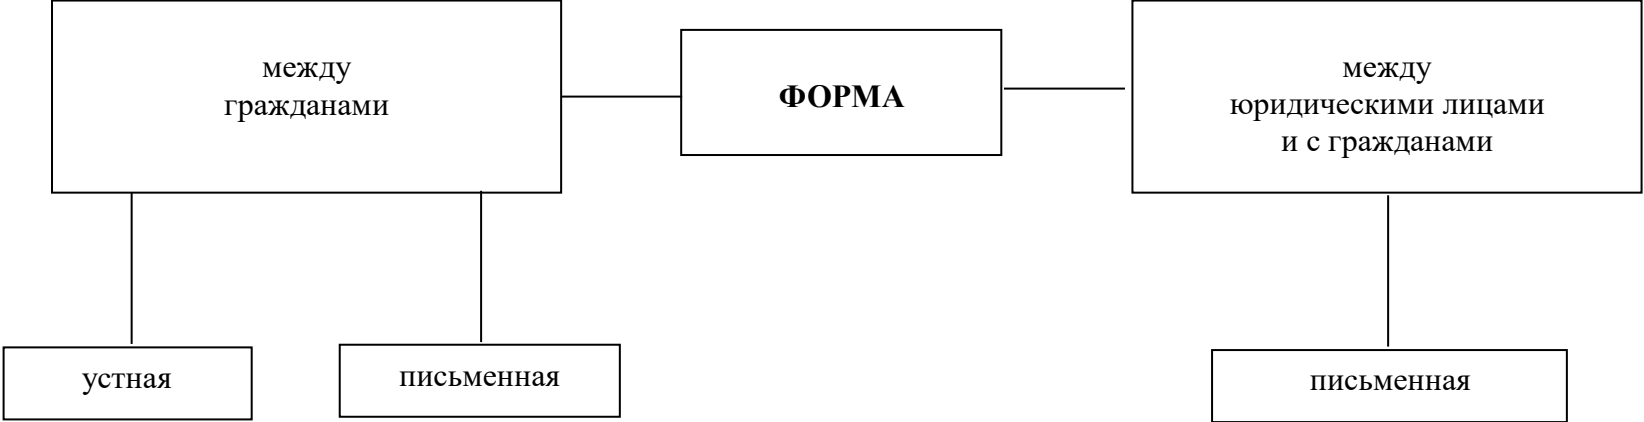 между
гражданами
ФОРМА
между
юридическими лицами
и с гражданами
устная
письменная
письменная